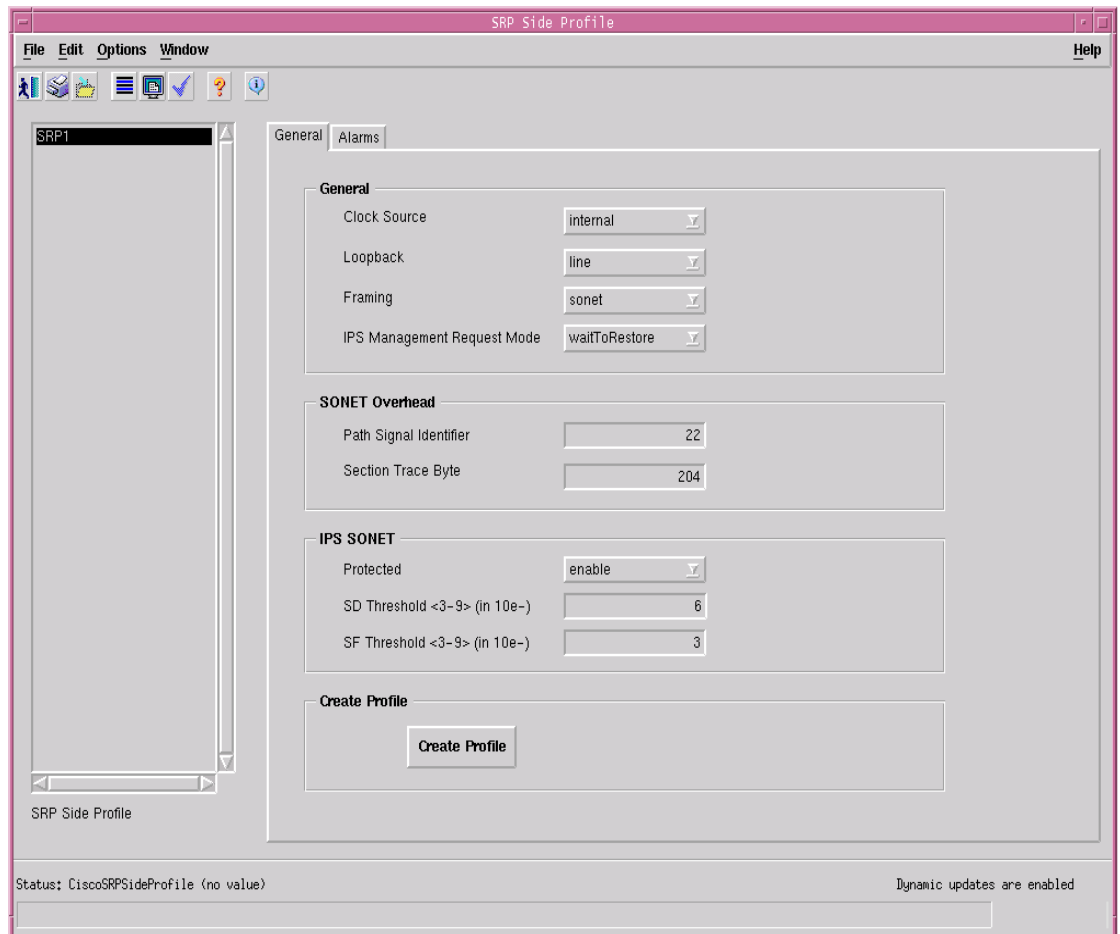 SRP Side Profile
File Edit Options Window Help
SRP1
General Alarms
General
Clock Source internal
Loopback line
Framing sonet
IPS Management Request Mode waitToRestore
SONET Overhead
Path Signal Identifier 22
Section Trace Byte 204
IPS SONET
Protected enable
SD Threshold <3-9> (in 10e-) 6
SF Threshold <3-9> (in 10e-) 3
Create Profile
Create Profile
SRP Side Profile
Status: CiscoSRPSideProfile (no value) Dynamic updates are enabled